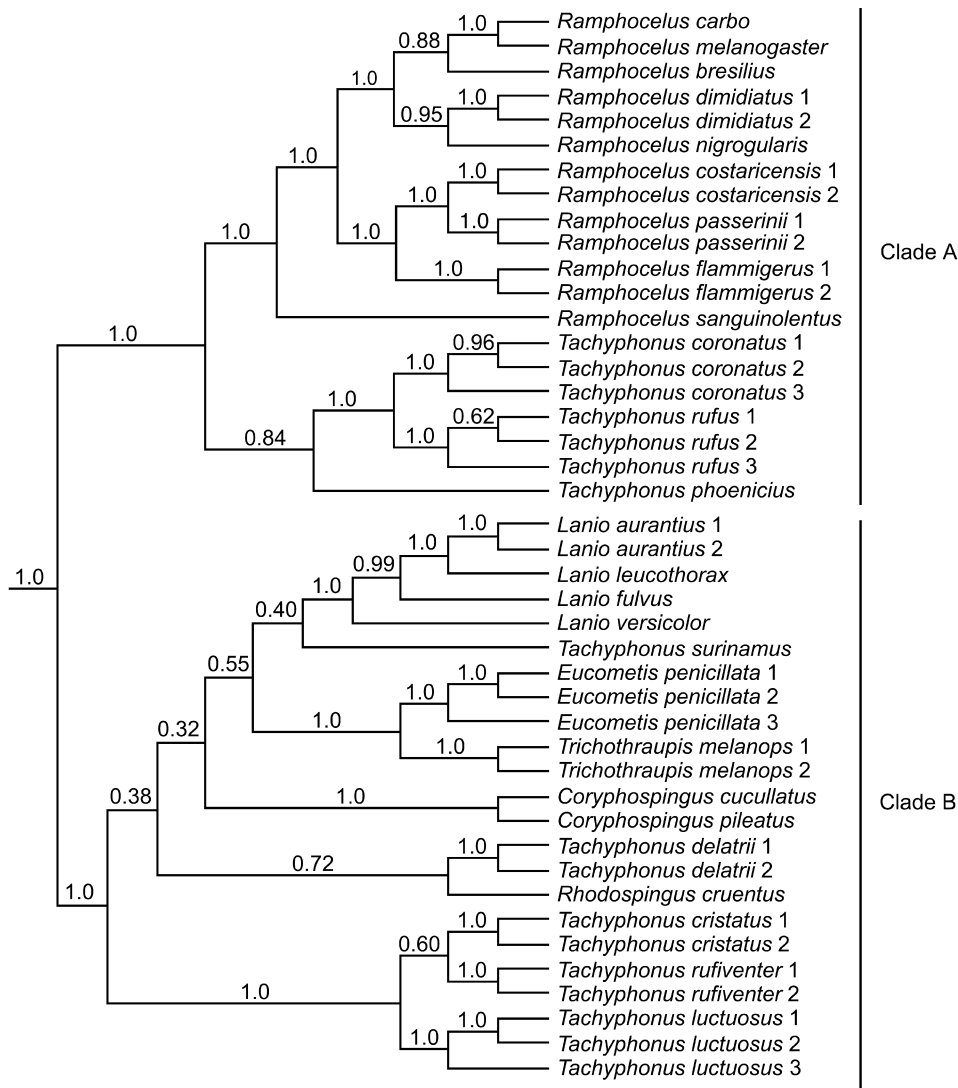 1.0 Ramphocelus carbo
0.88 Ramphocelus melanogaster
1.0 Ramphocelus bresilius
1.0 Ramphocelus dimidiatus 1
0.95 Ramphocelus dimidiatus 2
Ramphocelus nigrogularis
1.0
1.0 Ramphocelus costaricensis 1
1.0 Ramphocelus costaricensis 2
1.0 1.0 1.0 Ramphocelus passerinii 1
Ramphocelus passerinii 2
1.0 Ramphocelus flammigerus 1
Ramphocelus flammigerus 2
Clade A
Ramphocelus sanguinolentus
1.0
0.96 Tachyphonus coronatus 1
1.0 Tachyphonus coronatus 2
1.0 Tachyphonus coronatus 3
0.62 Tachyphonus rufus 1
0.84 1.0 Tachyphonus rufus 2
Tachyphonus rufus 3
Tachyphonus phoenicius
1.0
1.0 Lanio aurantius 1
1.0 Lanio aurantius 2
0.99 Lanio leucothorax
1.0 Lanio fulvus
0.40 Lanio versicolor
Tachyphonus surinamus
0.55
1.0 Eucometis penicillata 1
1.0 Eucometis penicillata 2
1.0 Eucometis penicillata 3
0.32 1.0 Trichothraupis melanops 1
Trichothraupis melanops 2
0.38 1.0 Coryphospingus cucullatus
Coryphospingus pileatus
Clade B
1.0 Tachyphonus delatrii 1
0.72 Tachyphonus delatrii 2
Rhodospingus cruentus
1.0
1.0 Tachyphonus cristatus 1
0.60 Tachyphonus cristatus 2
1.0 Tachyphonus rufiventer 1
1.0 Tachyphonus rufiventer 2
1.0 Tachyphonus luctuosus 1
1.0 Tachyphonus luctuosus 2
Tachyphonus luctuosus 3